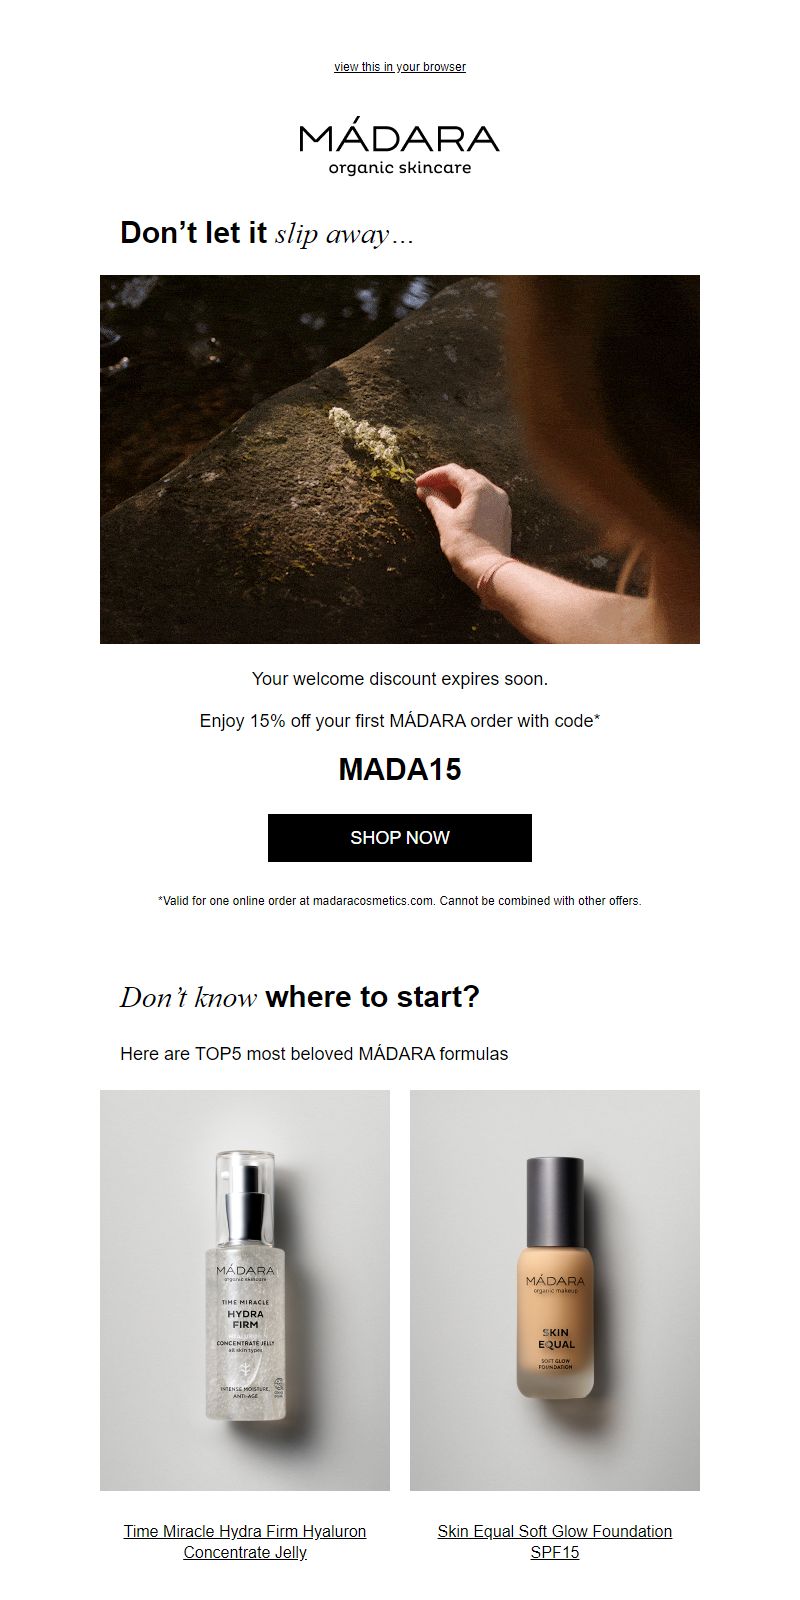 view this in your browser
MÁDARA
organic skincare
Don’t let it slip away...
Your welcome discount expires soon.
Enjoy 15% off your first MÁDARA order with code*
MADA15
SHOP NOW
*Valid for one online order at madaracosmetics.com. Cannot be combined with other offers.
Don’t know where to start?
Here are TOP5 most beloved MÁDARA formulas
MÁDARA
organic skincare
TIME MIRACLE
HYDRA
FIRM
HYALURON
CONCENTRATE JELLY
all skin types
INTENSE MOISTURE,
ANTI-AGE
MÁDARA
organic makeup
SKIN
EQUAL
SOFT GLOW
FOUNDATION
Time Miracle Hydra Firm Hyaluron
Concentrate Jelly
Skin Equal Soft Glow Foundation
SPF15